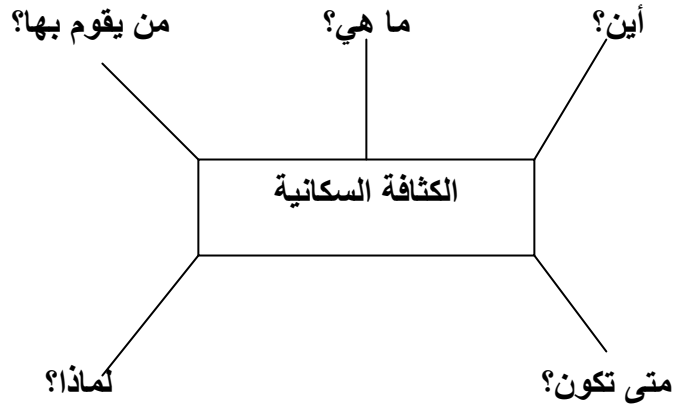 أين؟
ما هي؟
من يقوم بها؟
الكثافة السكانية
متى تكون؟
لماذا؟